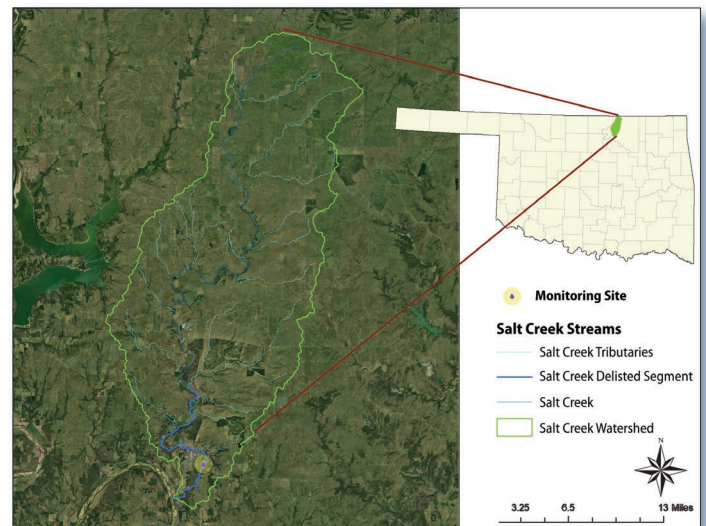 Monitoring Site
Salt Creek Streams
Salt Creek Tributaries
Salt Creek Delisted Segment
Salt Creek
Salt Creek Watershed
N
3.25 6.5 13 Miles
0